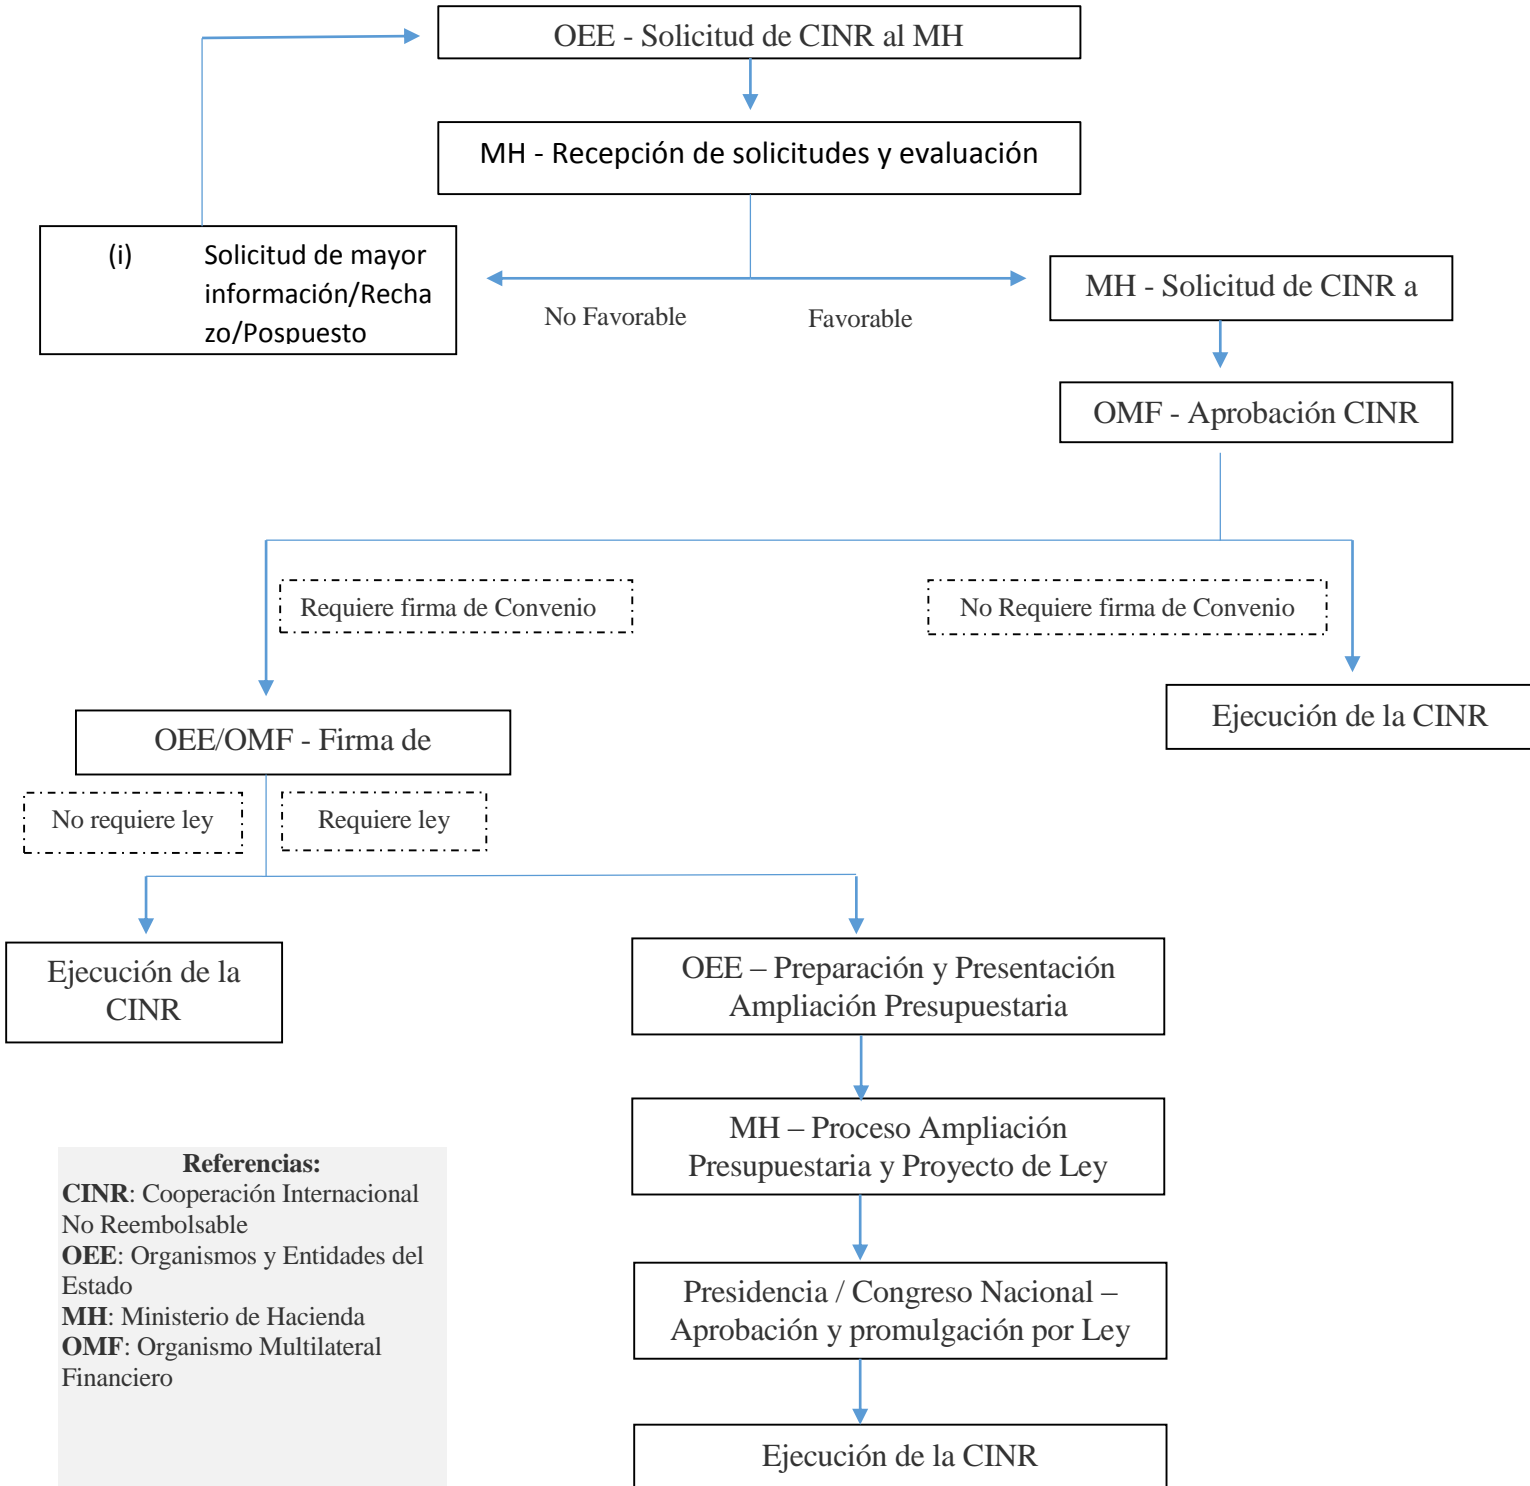 OEE - Solicitud de CINR al MH
MH - Recepción de solicitudes y evaluación
(i) Solicitud de mayor
información/Recha
zo/Pospuesto
No Favorable
Favorable
MH - Solicitud de CINR a
OMF - Aprobación CINR
Requiere firma de Convenio
No Requiere firma de Convenio
Ejecución de la CINR
OEE/OMF - Firma de
No requiere ley
Requiere ley
Ejecución de la
CINR
OEE – Preparación y Presentación
Ampliación Presupuestaria
MH – Proceso Ampliación
Presupuestaria y Proyecto de Ley
Presidencia / Congreso Nacional –
Aprobación y promulgación por Ley
Ejecución de la CINR
Referencias:
CINR: Cooperación Internacional
No Reembolsable
OEE: Organismos y Entidades del
Estado
MH: Ministerio de Hacienda
OMF: Organismo Multilateral
Financiero